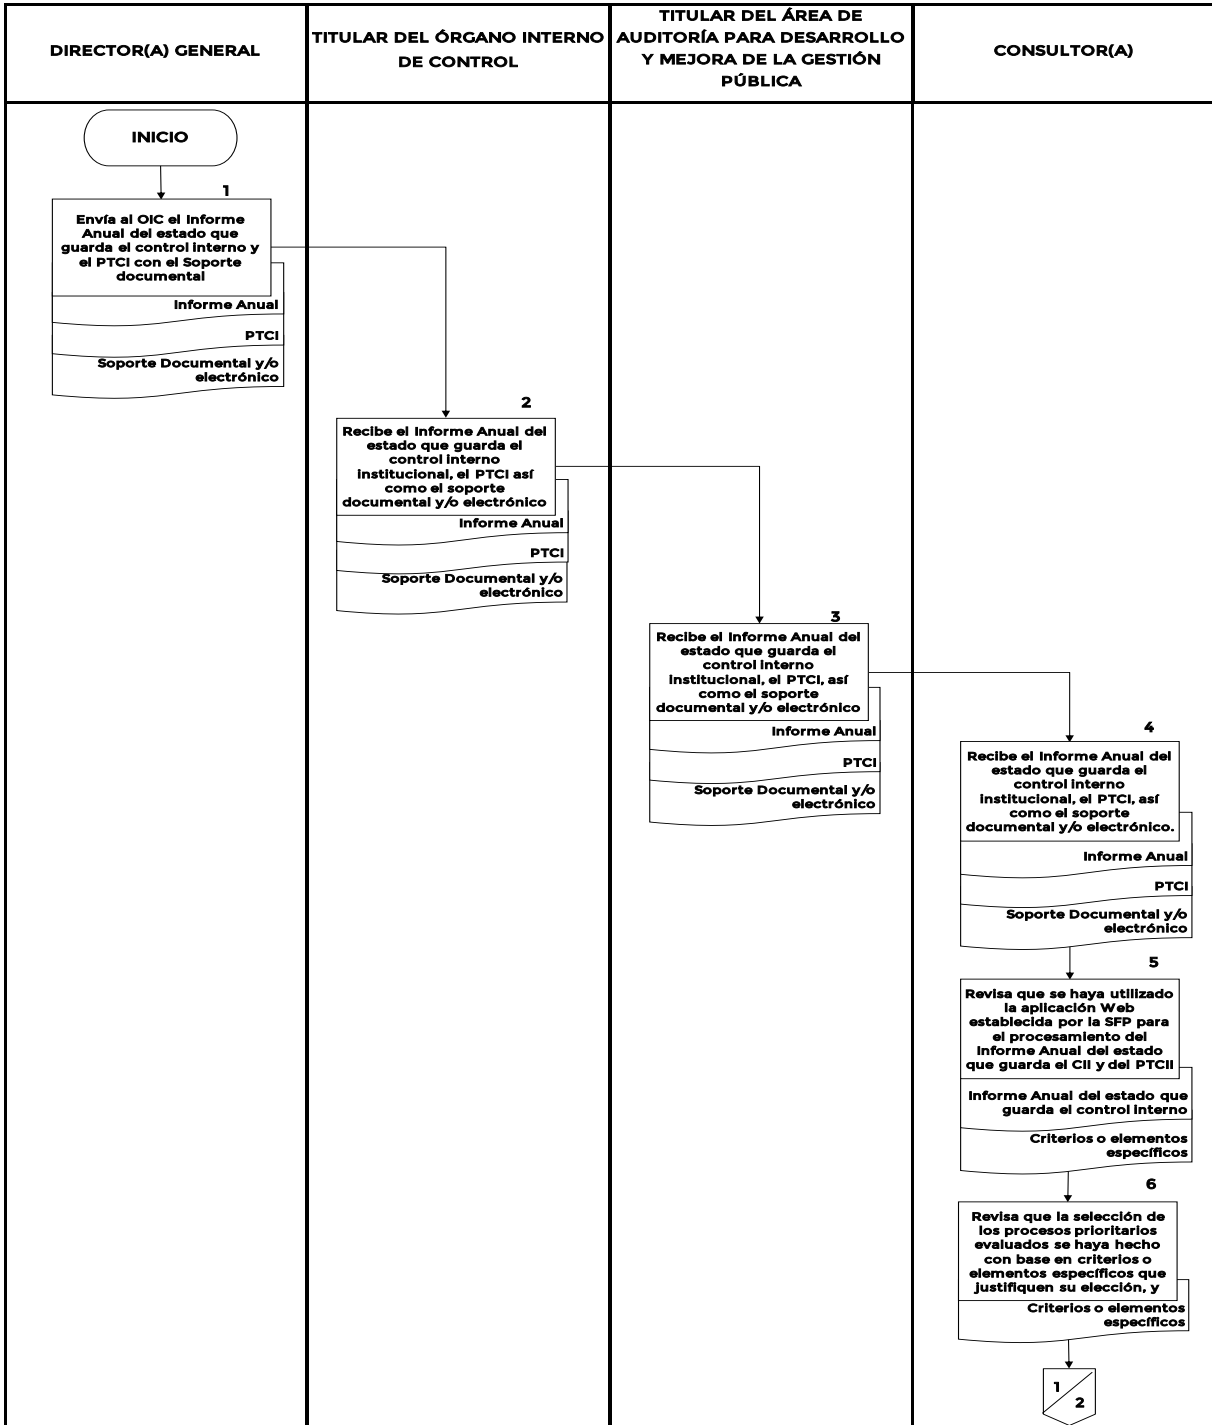 DIRECTOR(A) GENERAL
TITULAR DEL ÓRGANO INTERNO
DE CONTROL
TITULAR DEL ÁREA DE
AUDITORÍA PARA DESARROLLO
Y MEJORA DE LA GESTIÓN
PÚBLICA
CONSULTOR(A)
INICIO
1
Envía al OIC el Informe
Anual del estado que
guarda el control interno y
el PTCI con el Soporte
documental
Informe Anual
PTCI
Soporte Documental y/o
electrónico
2
Recibe el Informe Anual del
estado que guarda el
control interno
institucional, el PTCI así
como el soporte
documental y/o electrónico
Informe Anual
PTCI
Soporte Documental y/o
electrónico
3
Recibe el Informe Anual del
estado que guarda el
control interno
institucional, el PTCI, así
como el soporte
documental y/o electrónico
Informe Anual
PTCI
Soporte Documental y/o
electrónico
4
Recibe el Informe Anual del
estado que guarda el
control interno
institucional, el PTCI, así
como el soporte
documental y/o electrónico.
Informe Anual
PTCI
Soporte Documental y/o
electrónico
5
Revisa que se haya utilizado
la aplicación Web
establecida por la SFP para
el procesamiento del
Informe Anual del estado
que guarda el CII y del PTCII
Informe Anual del estado que
guarda el control interno
Criterios o elementos
específicos
6
Revisa que la selección de
los procesos prioritarios
evaluados se haya hecho
con base en criterios o
elementos específicos que
justifiquen su elección, y
Criterios o elementos
específicos
1
2